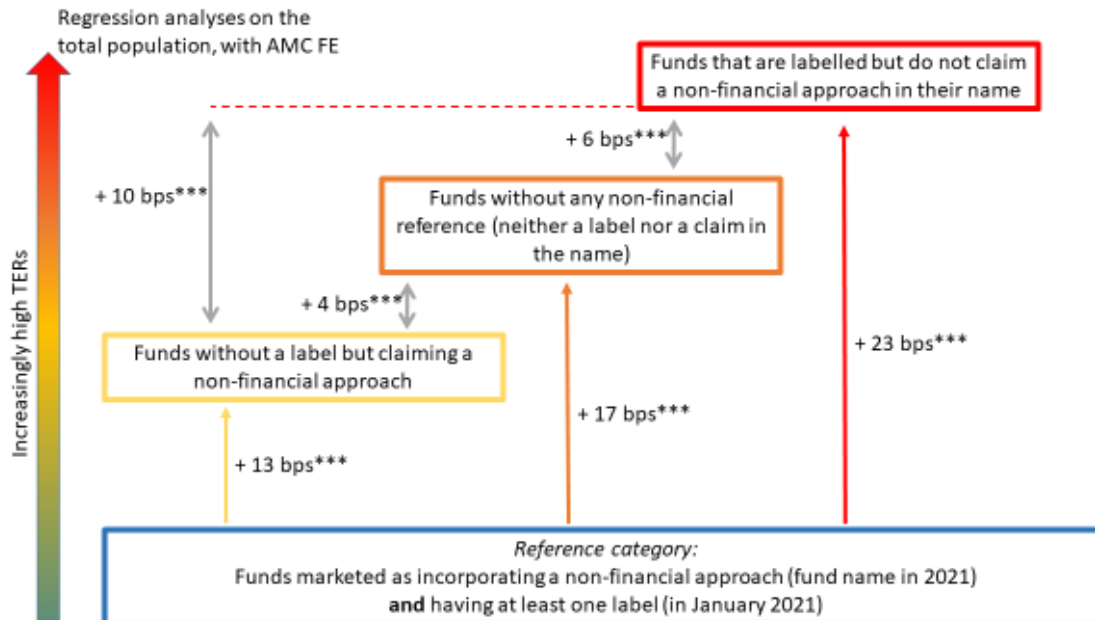 Regression analyses on the
total population, with AMC FE
Increasingly high TERs
Funds that are labelled but do not claim
a non-financial approach in their name
+ 6 bps***
+ 10 bps***
Funds without any non-financial
reference (neither a label nor a claim in
the name)
+ 4 bps***
Funds without a label but claiming a
non-financial approach
+ 23 bps***
+ 17 bps***
+ 13 bps***
Reference category:
Funds marketed as incorporating a non-financial approach (fund name in 2021)
and having at least one label (in January 2021)